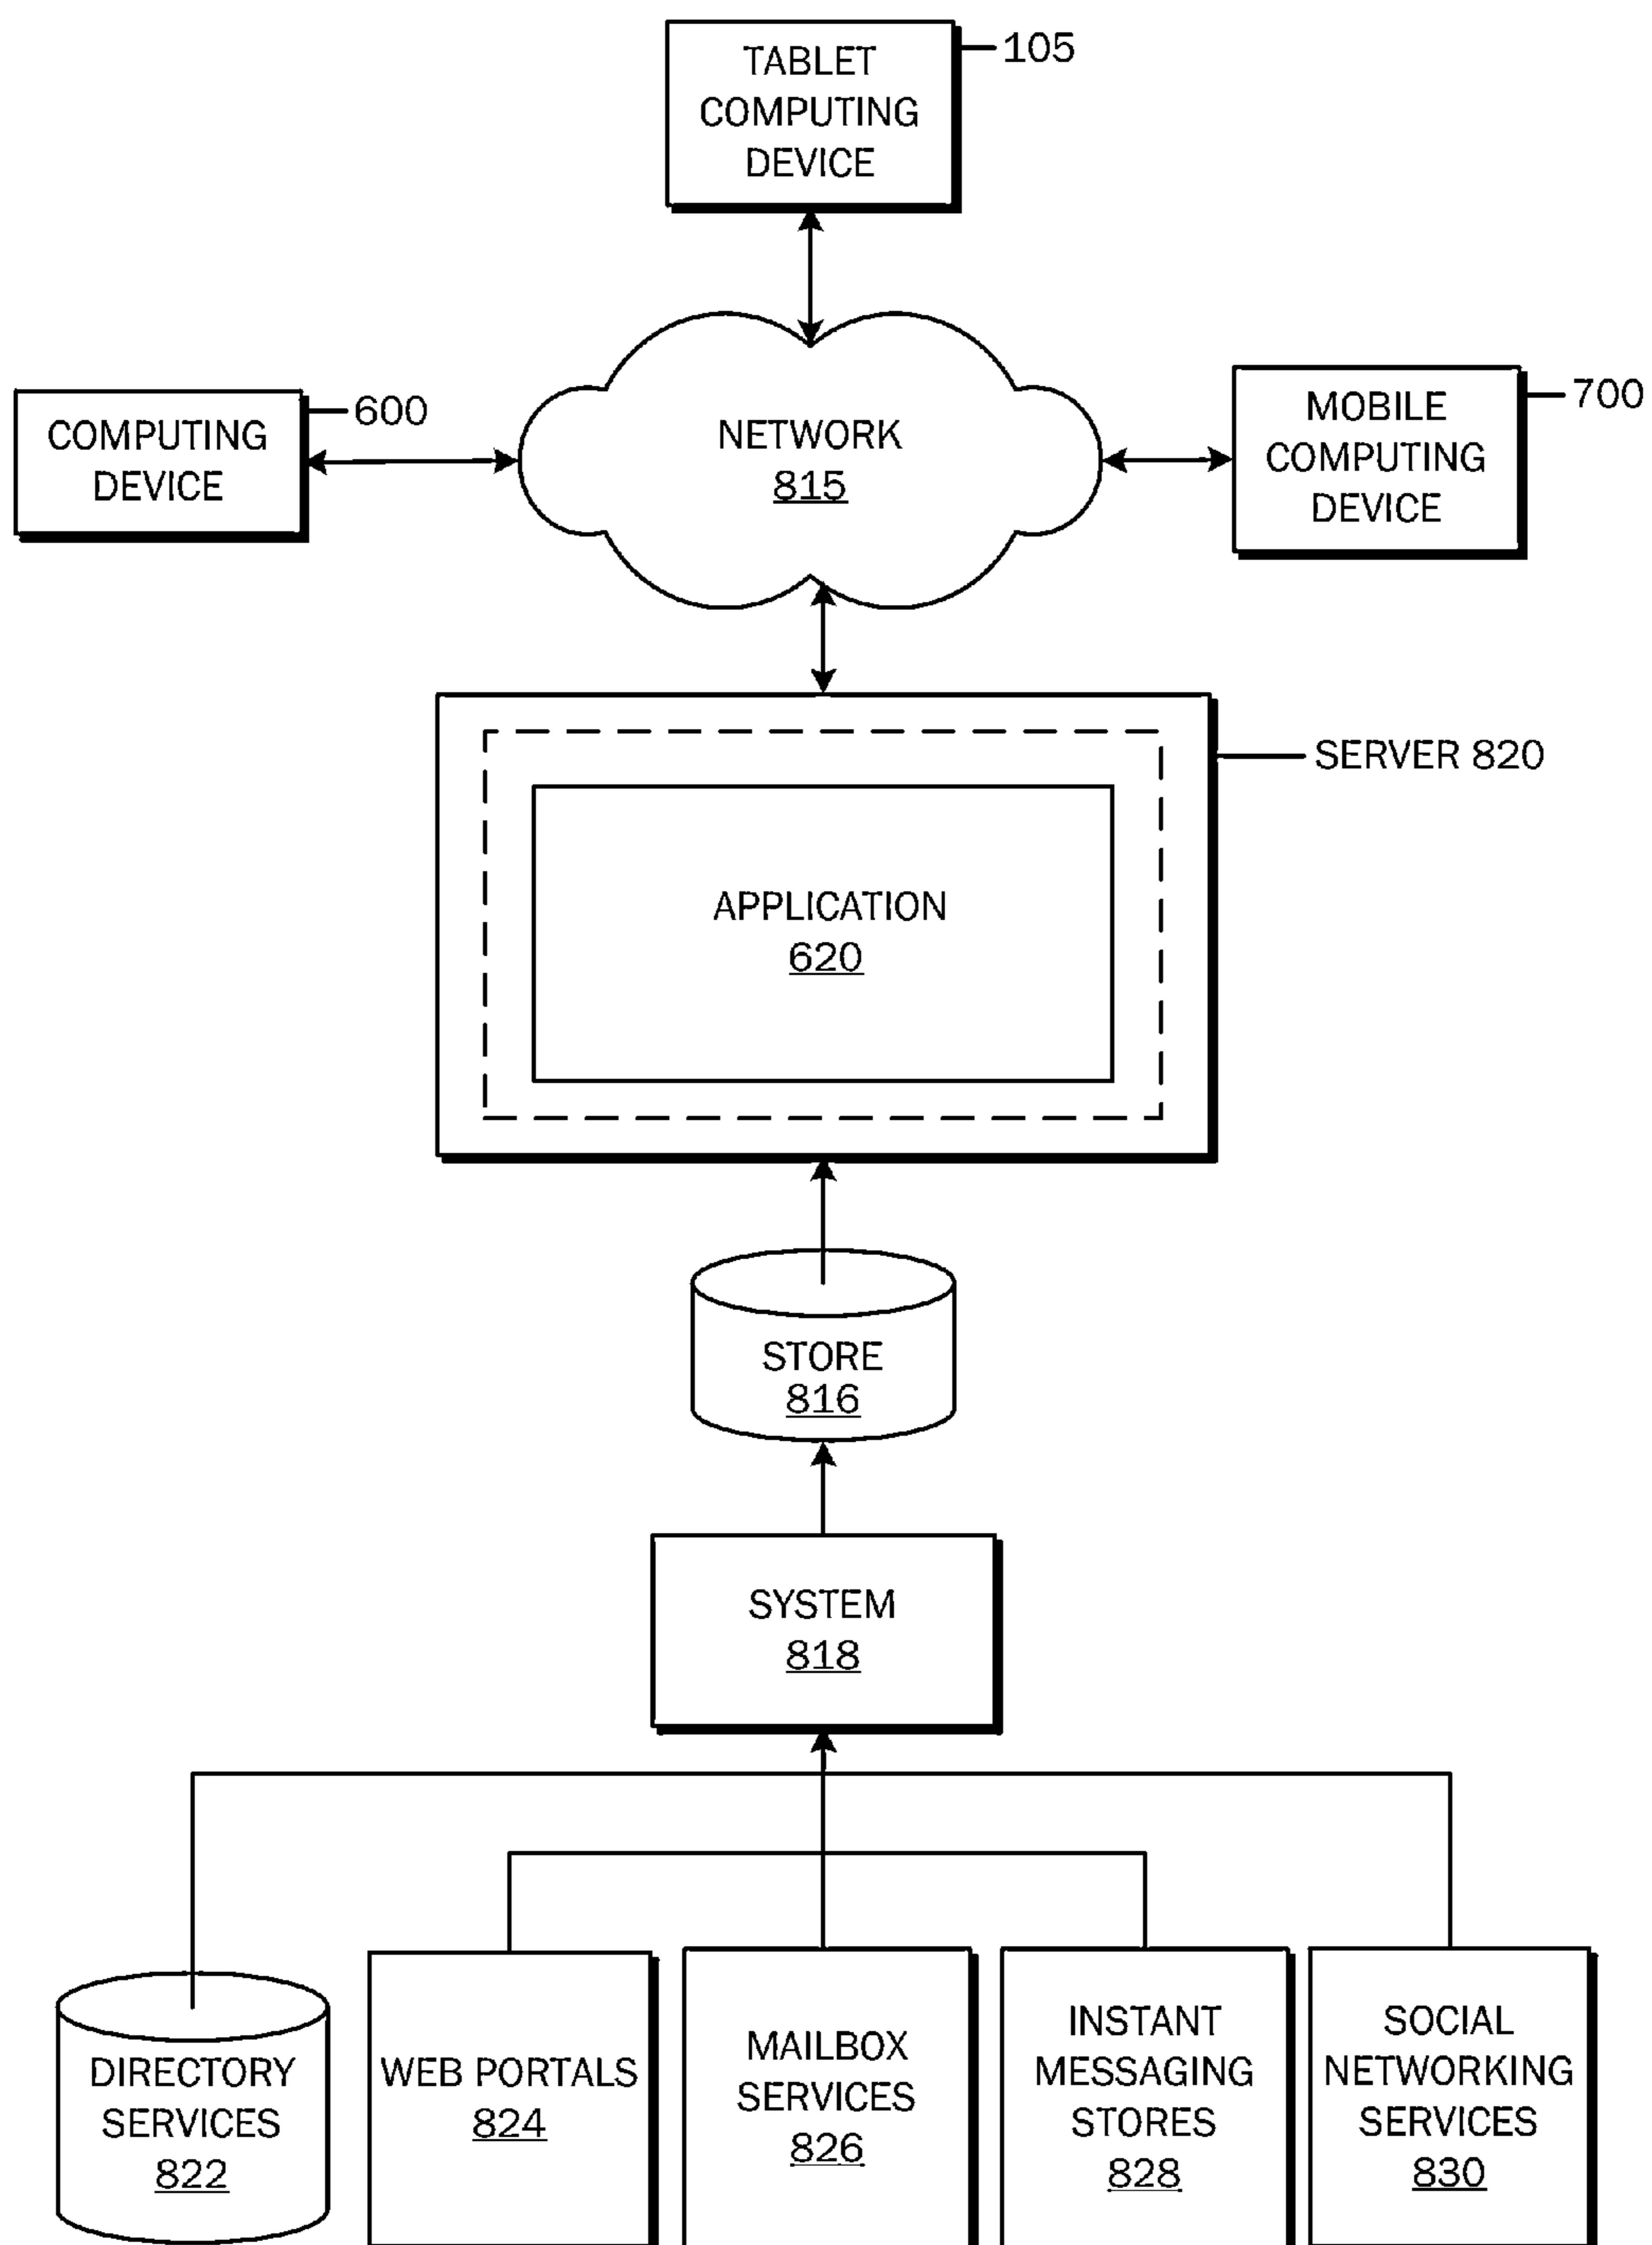 TABLET
COMPUTING
DEVICE
105
COMPUTING
DEVICE
600
NETWORK
815
MOBILE
COMPUTING
DEVICE
700
SERVER 820
APPLICATION
620
STORE
816
SYSTEM
818
DIRECTORY
SERVICES
822
WEB PORTALS
824
MAILBOX
SERVICES
826
INSTANT
MESSAGING
STORES
828
SOCIAL
NETWORKING
SERVICES
830